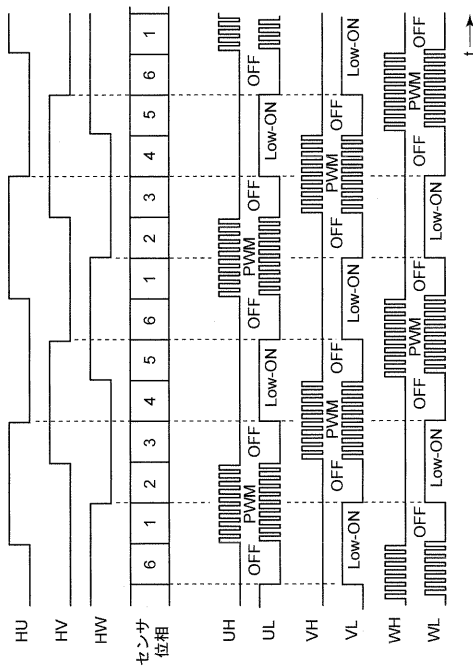 HU
HV
HW
センサ
位相
6 1 2 3 4 5 6 1 2 3 4 5 6 1
UH
UL
OFF PWM OFF Low-ON OFF PWM OFF Low-ON OFF
VH
VL
Low-ON OFF PWM OFF Low-ON OFF PWM OFF Low-ON
WH
WL
OFF Low-ON OFF PWM OFF Low-ON OFF PWM
t